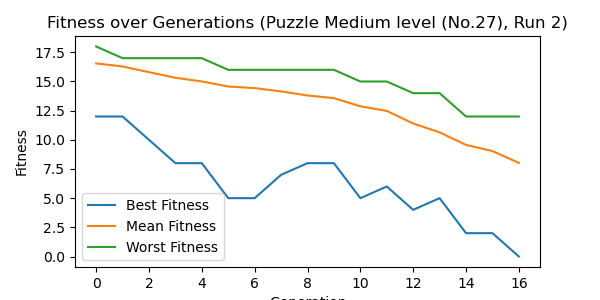 Fitness over Generations (Puzzle Medium level (No.27), Run 2)
17.5
15.0
12.5
10.0
7.5
5.0
2.5
0.0
Fitness
Best Fitness
Mean Fitness
Worst Fitness
0 2 4 6 8 10 12 14 16
Generation